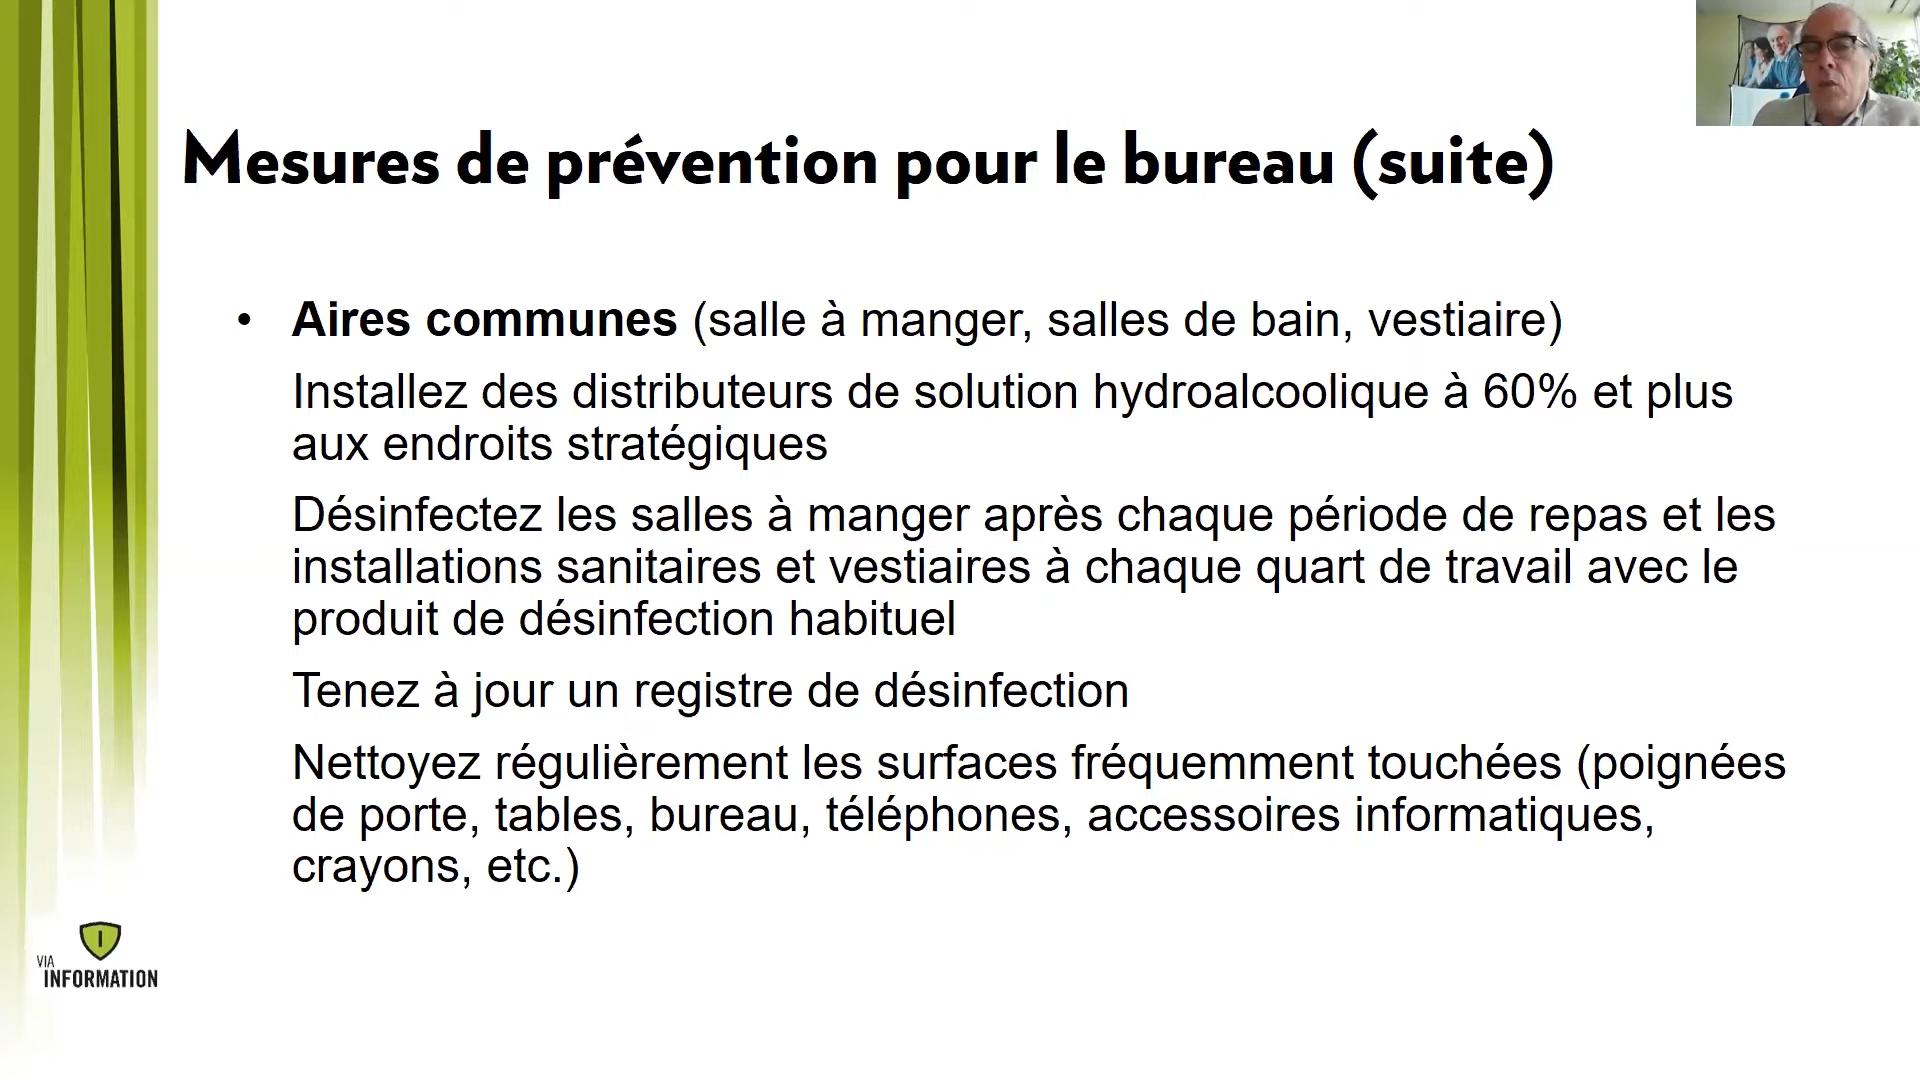 Mesures de prévention pour le bureau (suite)
• Aires communes (salle à manger, salles de bain, vestiaire)
Installez des distributeurs de solution hydroalcoolique à 60% et plus
aux endroits stratégiques
Désinfectez les salles à manger après chaque période de repas et les
installations sanitaires et vestiaires à chaque quart de travail avec le
produit de désinfection habituel
Tenez à jour un registre de désinfection
Nettoyez régulièrement les surfaces fréquemment touchées (poignées
de porte, tables, bureau, téléphones, accessoires informatiques,
crayons, etc.)
I
VIA
INFORMATION